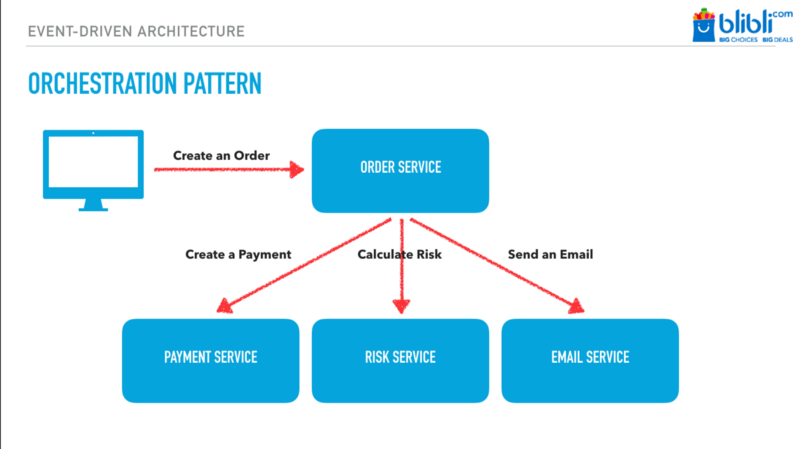 EVENT-DRIVEN ARCHITECTURE
blibli.com
BIG CHOICES BIG DEALS
ORCHESTRATION PATTERN
Create an Order
ORDER SERVICE
Create a Payment
Calculate Risk
Send an Email
PAYMENT SERVICE
RISK SERVICE
EMAIL SERVICE